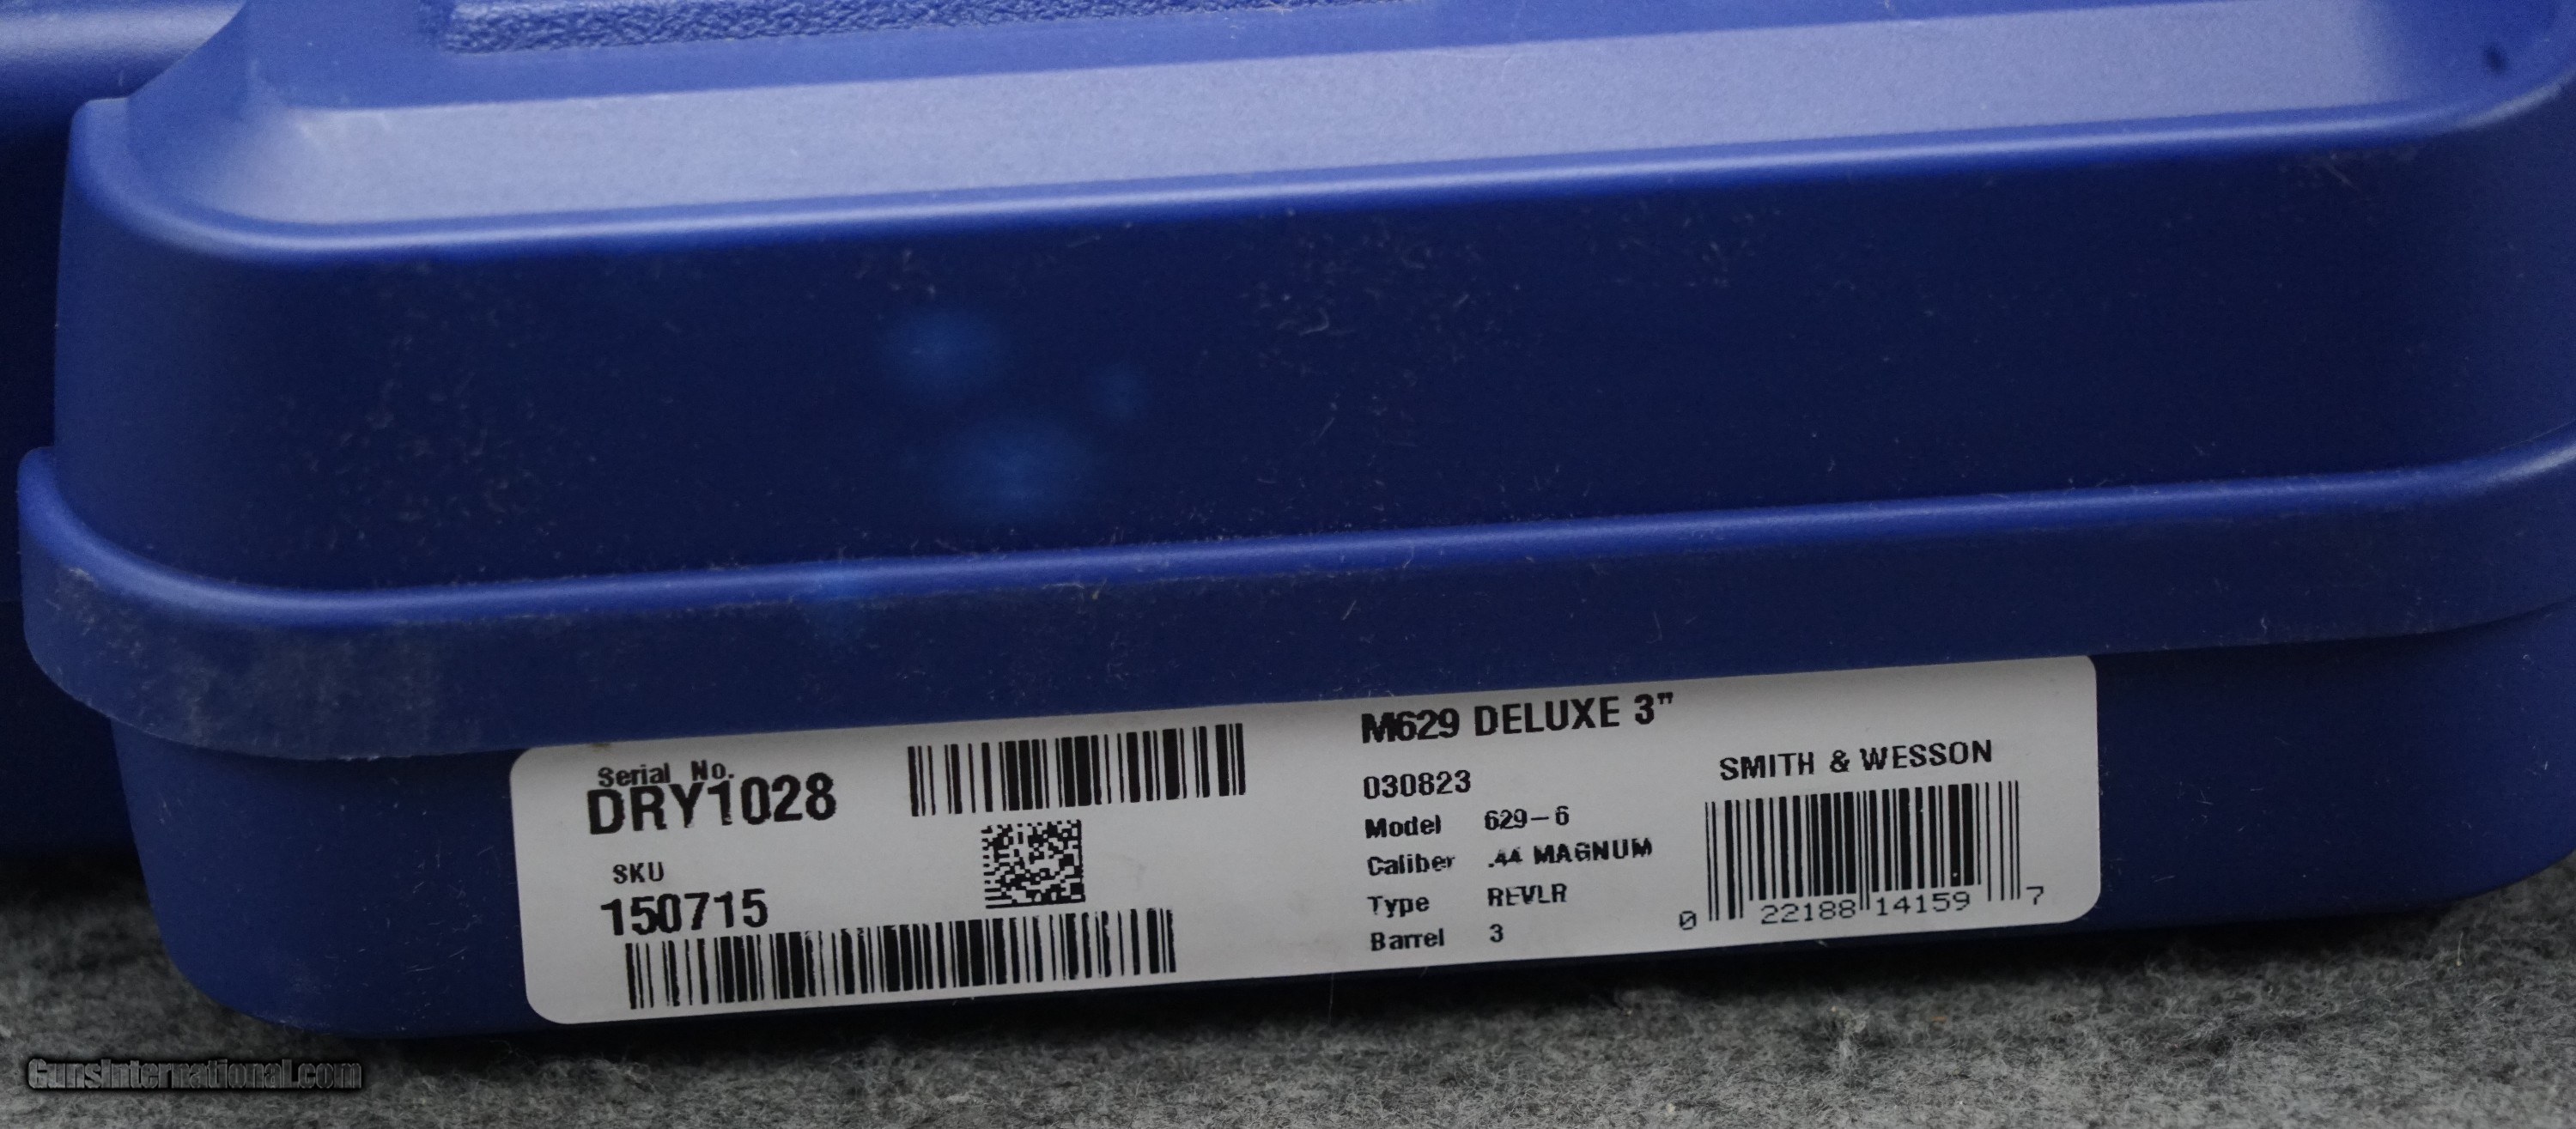 Serial No.
DRY1028
SKU
150715
M629 DELUXE 3"
030823
Model 629-6
Caliber .44 MAGNUM
Type REVLR
Barrel 3
SMITH & WESSON
0 22188 14159 7
GunsInternational.com